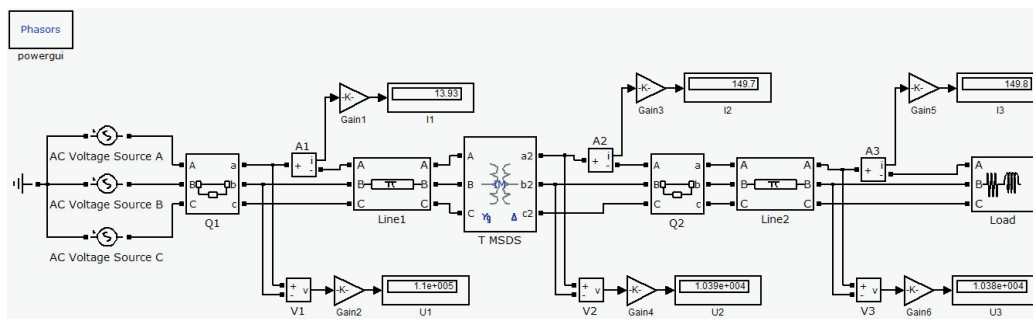 Phasors
powergui
-K-
13.93
Gain1
I1
-K-
149.7
Gain3
I2
-K-
149.8
Gain5
I3
AC Voltage Source A
AC Voltage Source B
AC Voltage Source C
A
B
C
a
b
c
Q1
A1
+
-
i
A
B
C
A
B
C
Line1
A
B
C
a2
b2
c2
Yg
Δ
T MSDS
A2
+
-
i
A
B
C
a
b
c
Q2
A
B
C
A
B
C
Line2
A3
+
-
i
A
B
C
Load
+
-
v
V1
-K-
Gain2
1.1e+005
U1
+
-
v
V2
-K-
Gain4
1.039e+004
U2
+
-
v
V3
-K-
Gain6
1.038e+004
U3